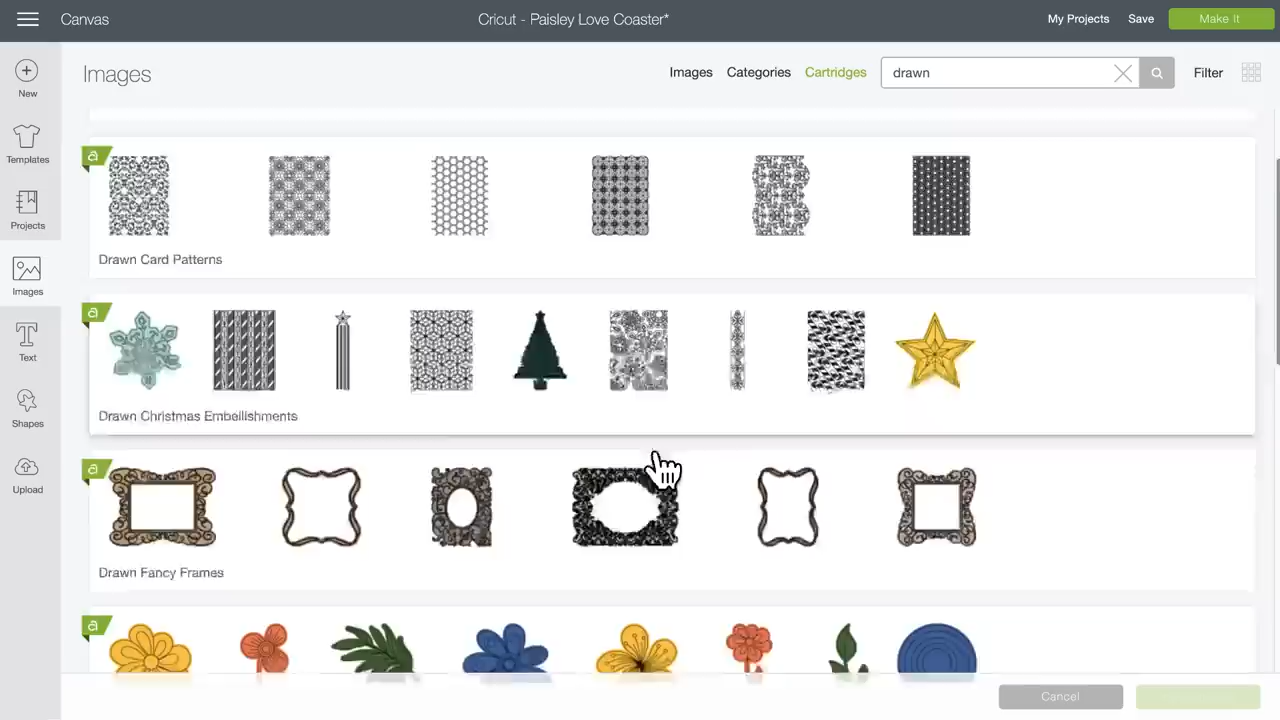 Canvas
Cricut - Paisley Love Coaster*
My Projects
Save
Make It
New
Templates
Projects
Images
Text
Shapes
Upload
Images
Images
Categories
Cartridges
drawn
Filter
a
Drawn Card Patterns
a
Drawn Christmas Embellishments
a
Drawn Fancy Frames
a
Cancel